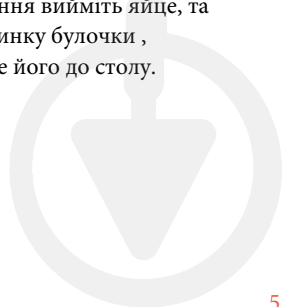 ння вийміть яйце, та
инку булочки ,
е його до столу.
5